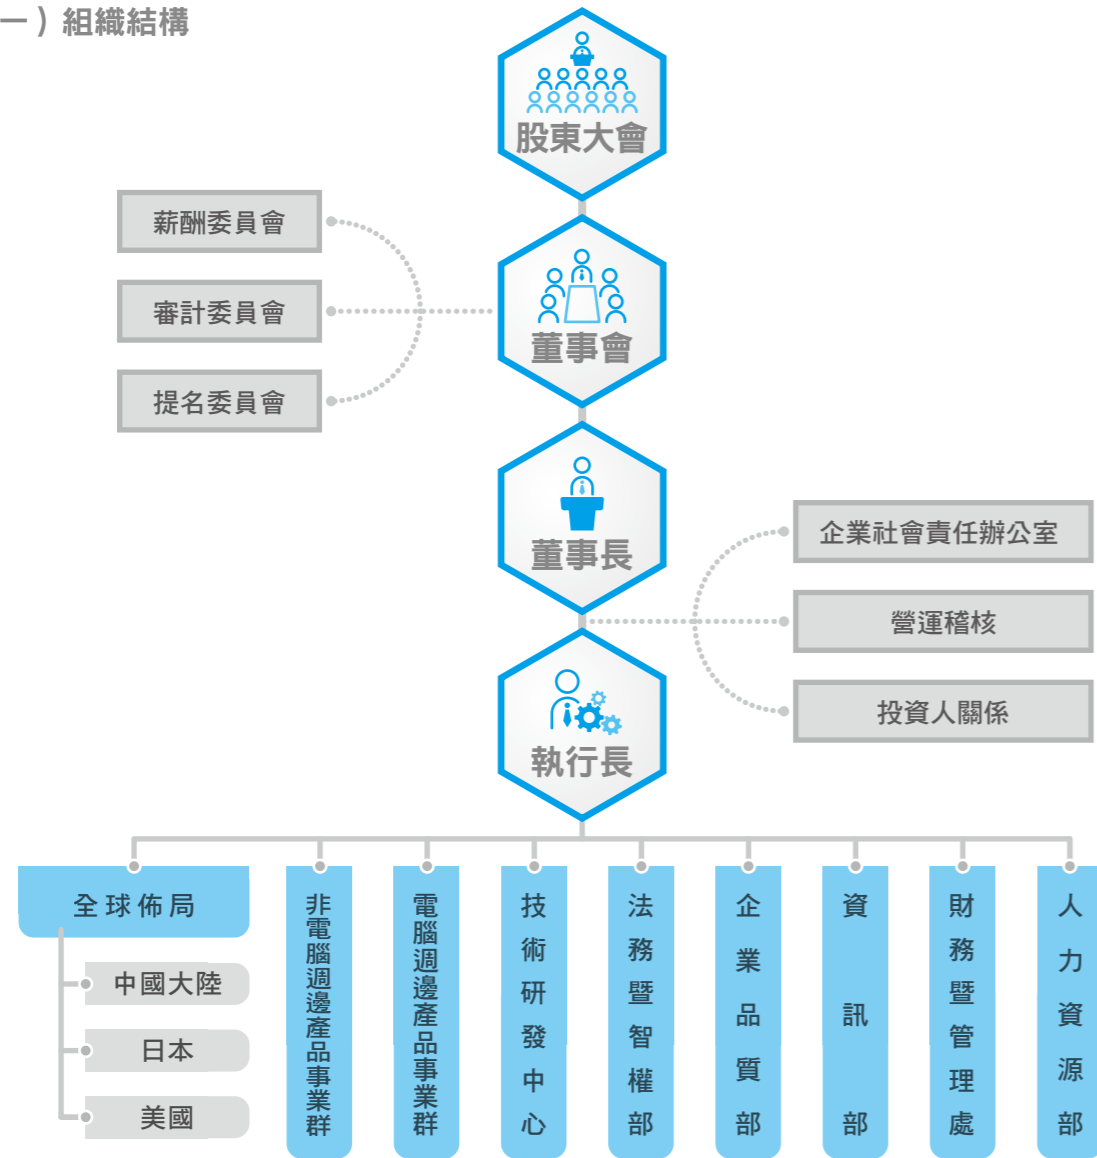 一）組織結構
股東大會
薪酬委員會
審計委員會
提名委員會
董事會
董事長
企業社會責任辦公室
營運稽核
投資人關係
執行長
全球佈局
中國大陸
日本
美國
非電腦週邊產品事業群
電腦週邊產品事業群
技術研發中心
法務暨智權部
企業品質部
資訊部
財務暨管理處
人力資源部